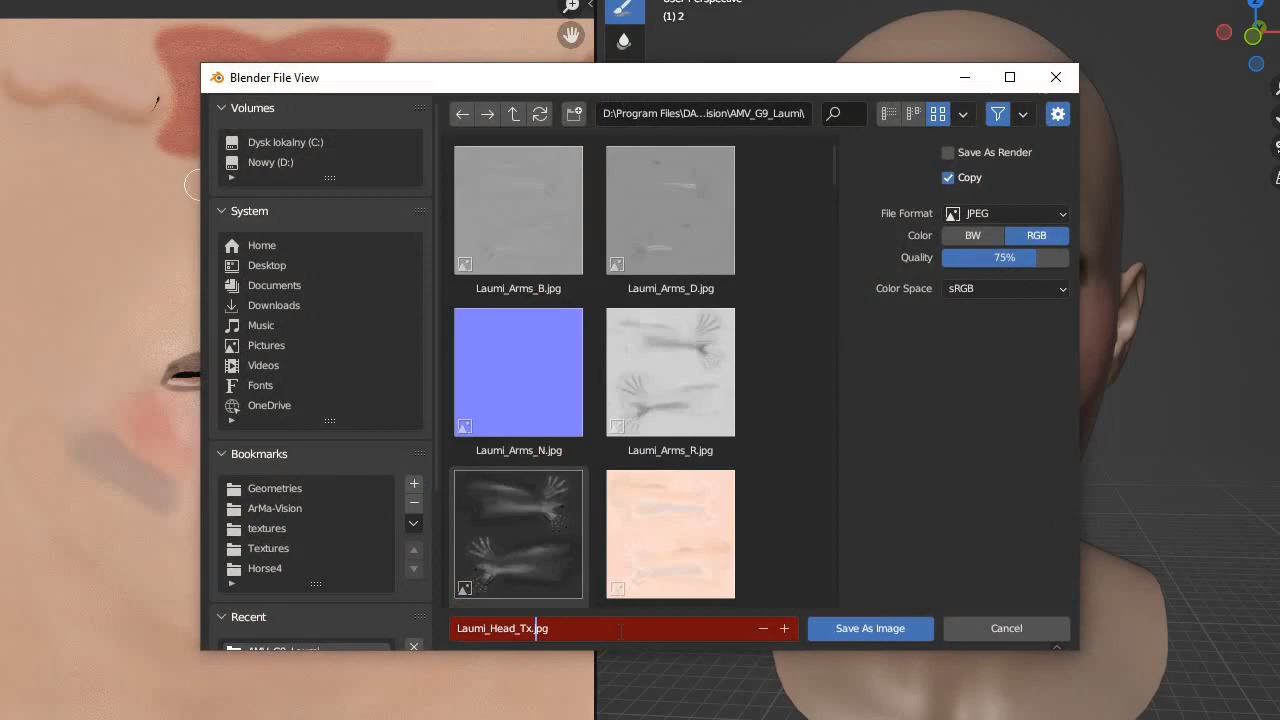 User Perspective
(1) 2
Blender File View
Volumes
Dysk lokalny (C:)
Nowy (D:)
System
Home
Desktop
Documents
Downloads
Music
Pictures
Videos
Fonts
OneDrive
Bookmarks
Geometries
ArMa-Vision
textures
Textures
Horse4
Recent
AMV_G9_Laumi
D:\Program Files\DA...ision\AMV_G9_Laumi\
Laumi_Arms_B.jpg
Laumi_Arms_D.jpg
Laumi_Arms_N.jpg
Laumi_Arms_R.jpg
Laumi_Head_Tx.jpg
Save As Image
Cancel
Save As Render
Copy
File Format
JPEG
Color
BW
RGB
Quality
75%
Color Space
sRGB
Z
Y